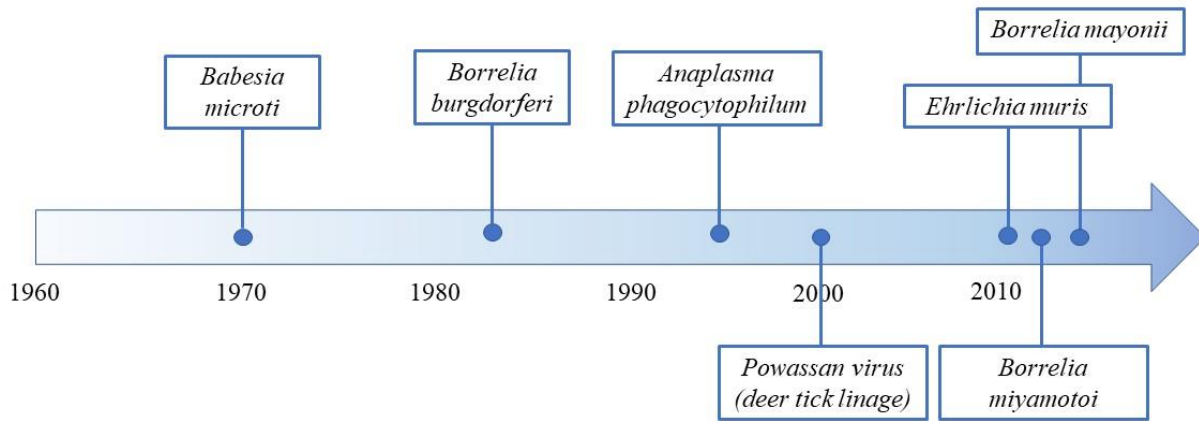 Borrelia mayonii
Babesia
microti
Borrelia
burgdorferi
Anaplasma
phagocytophilum
Ehrlichia muris
1960
1970
1980
1990
2000
2010
Powassan virus
(deer tick linage)
Borrelia
miyamotoi